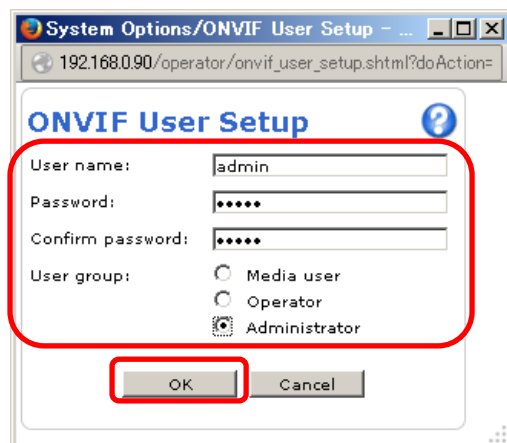 System Options/ONVIF User Setup - ...
192.168.0.90/operator/onvif_user_setup.shtml?doAction=
ONVIF User Setup ?
User name: admin
Password: •••••
Confirm password: •••••
User group: Media user
Operator
Administrator
OK Cancel